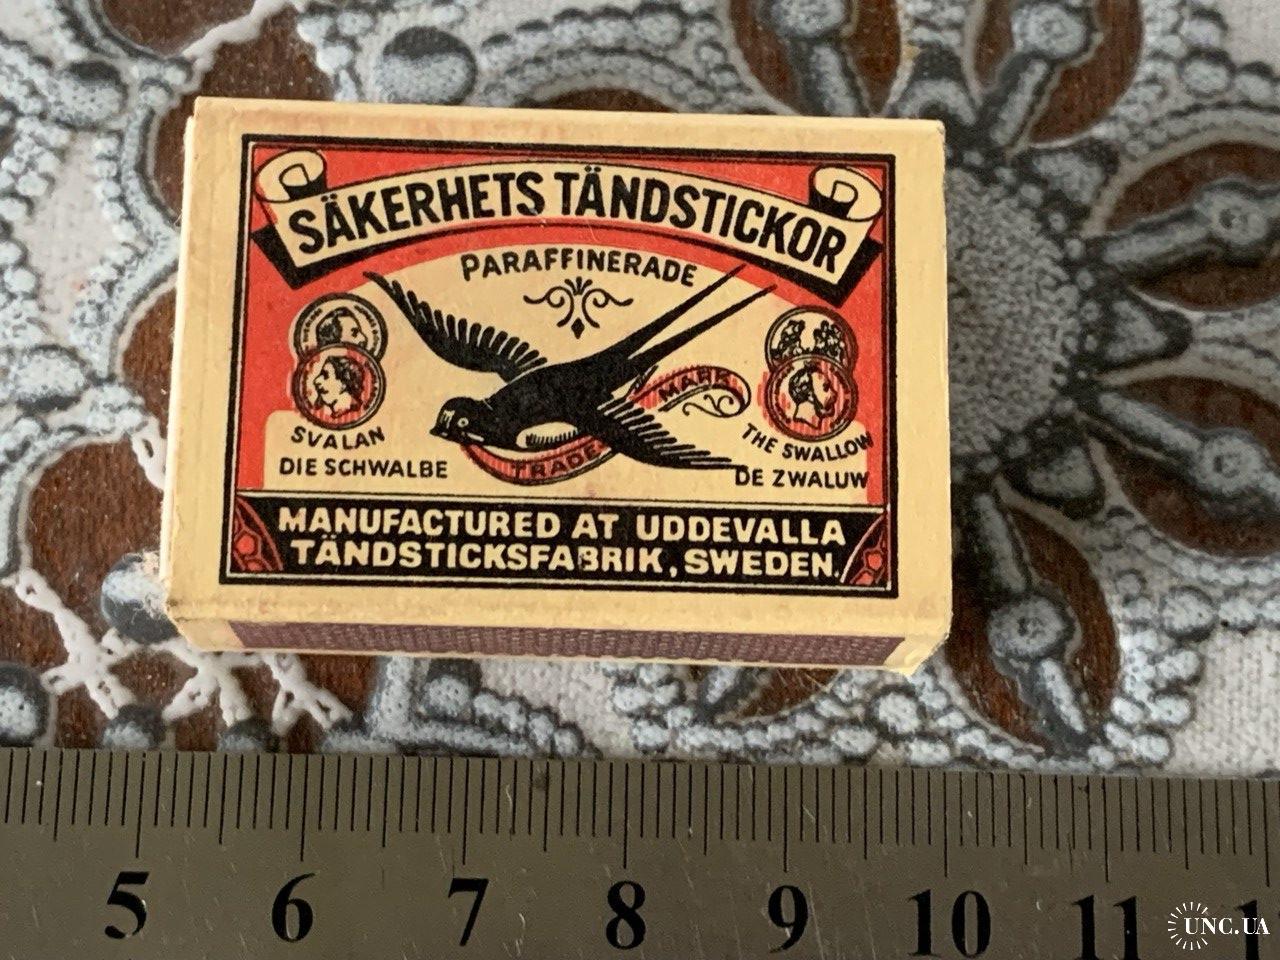 SÄKERHETS TÄNDSTICKOR
PARAFFINERADE
SVALAN
DIE SCHWALBE
TRADE
MARK
THE SWALLOW
DE ZWALUW
MANUFACTURED AT UDDEVALLA
TÄNDSTICKSFABRIK, SWEDEN.
5 6 7 8 9 10 11
UNC.UA